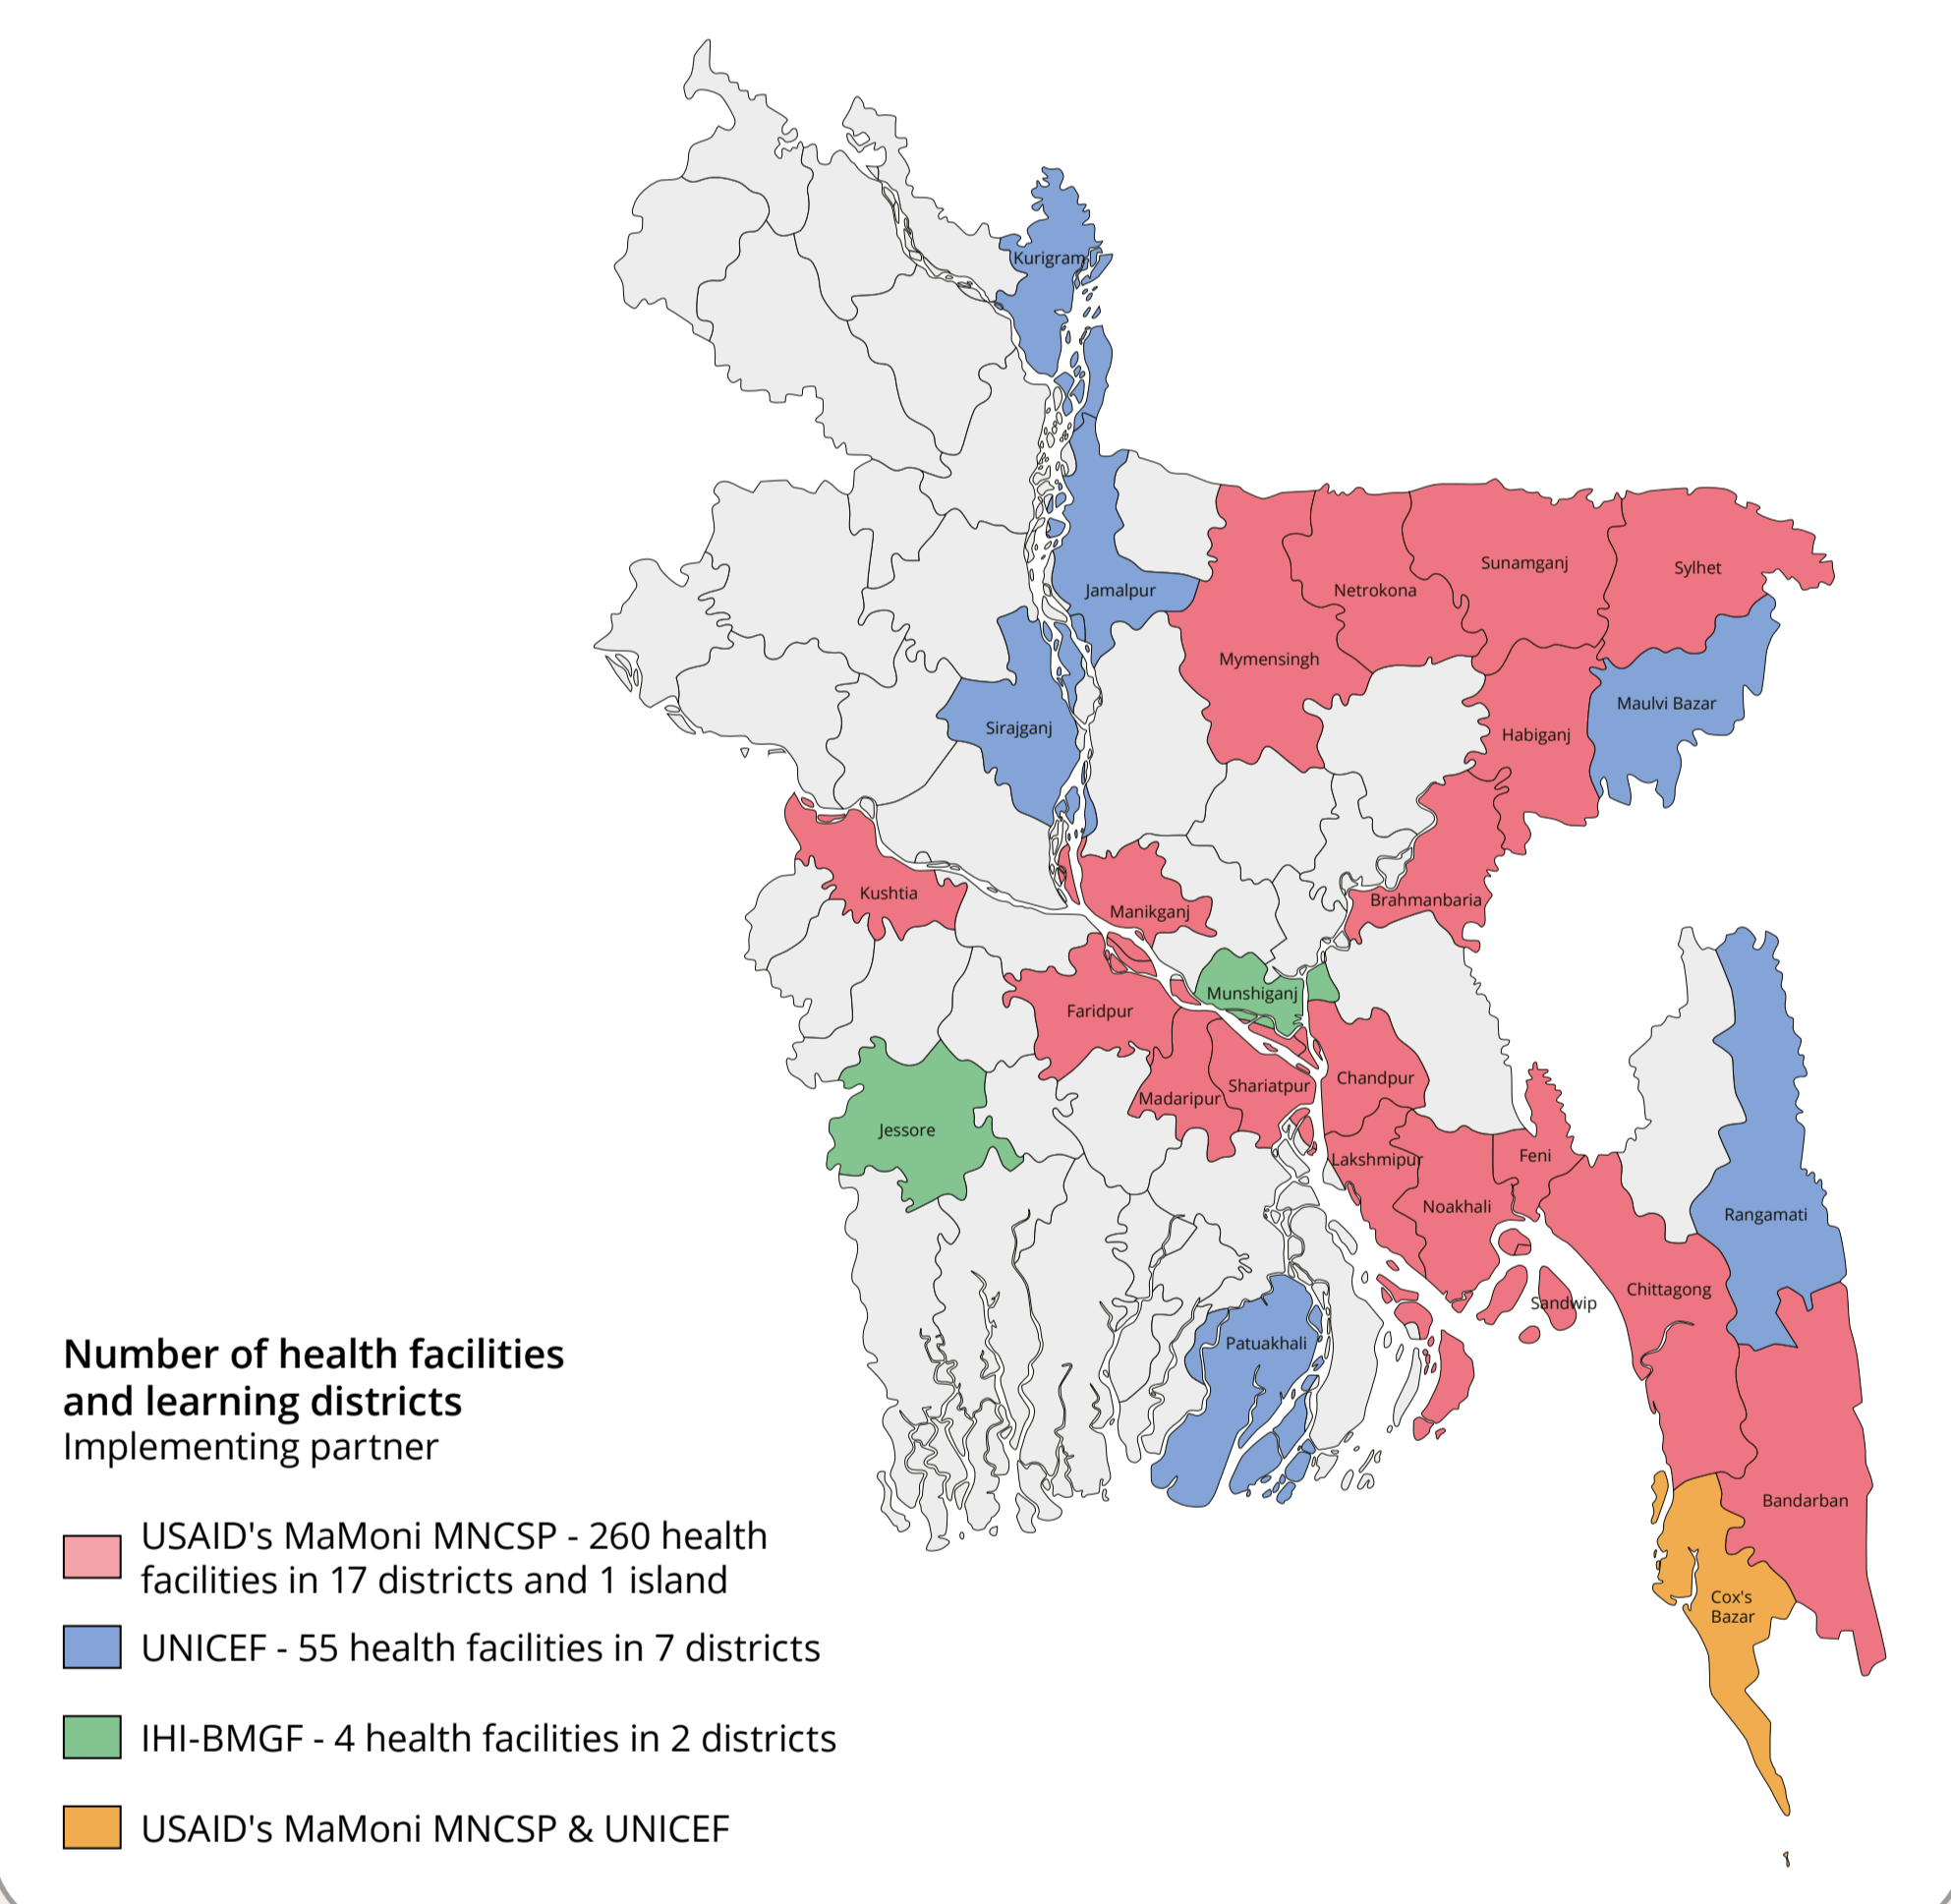 Kurigram
Sunamganj
Sylhet
Jamalpur
Netrokona
Mymensingh
Maulvi Bazar
Sirajganj
Habiganj
Kushtia
Brahmanbaria
Manikganj
Munshiganj
Faridpur
Chandpur
Shariatpur
Madaripur
Jessore
Lakshmipur
Feni
Noakhali
Rangamati
Chittagong
Sandwip
Patuakhali
Bandarban
Cox's
Bazar
Number of health facilities
and learning districts
Implementing partner
USAID's MaMoni MNCSP - 260 health
facilities in 17 districts and 1 island
UNICEF - 55 health facilities in 7 districts
IHI-BMGF - 4 health facilities in 2 districts
USAID's MaMoni MNCSP & UNICEF